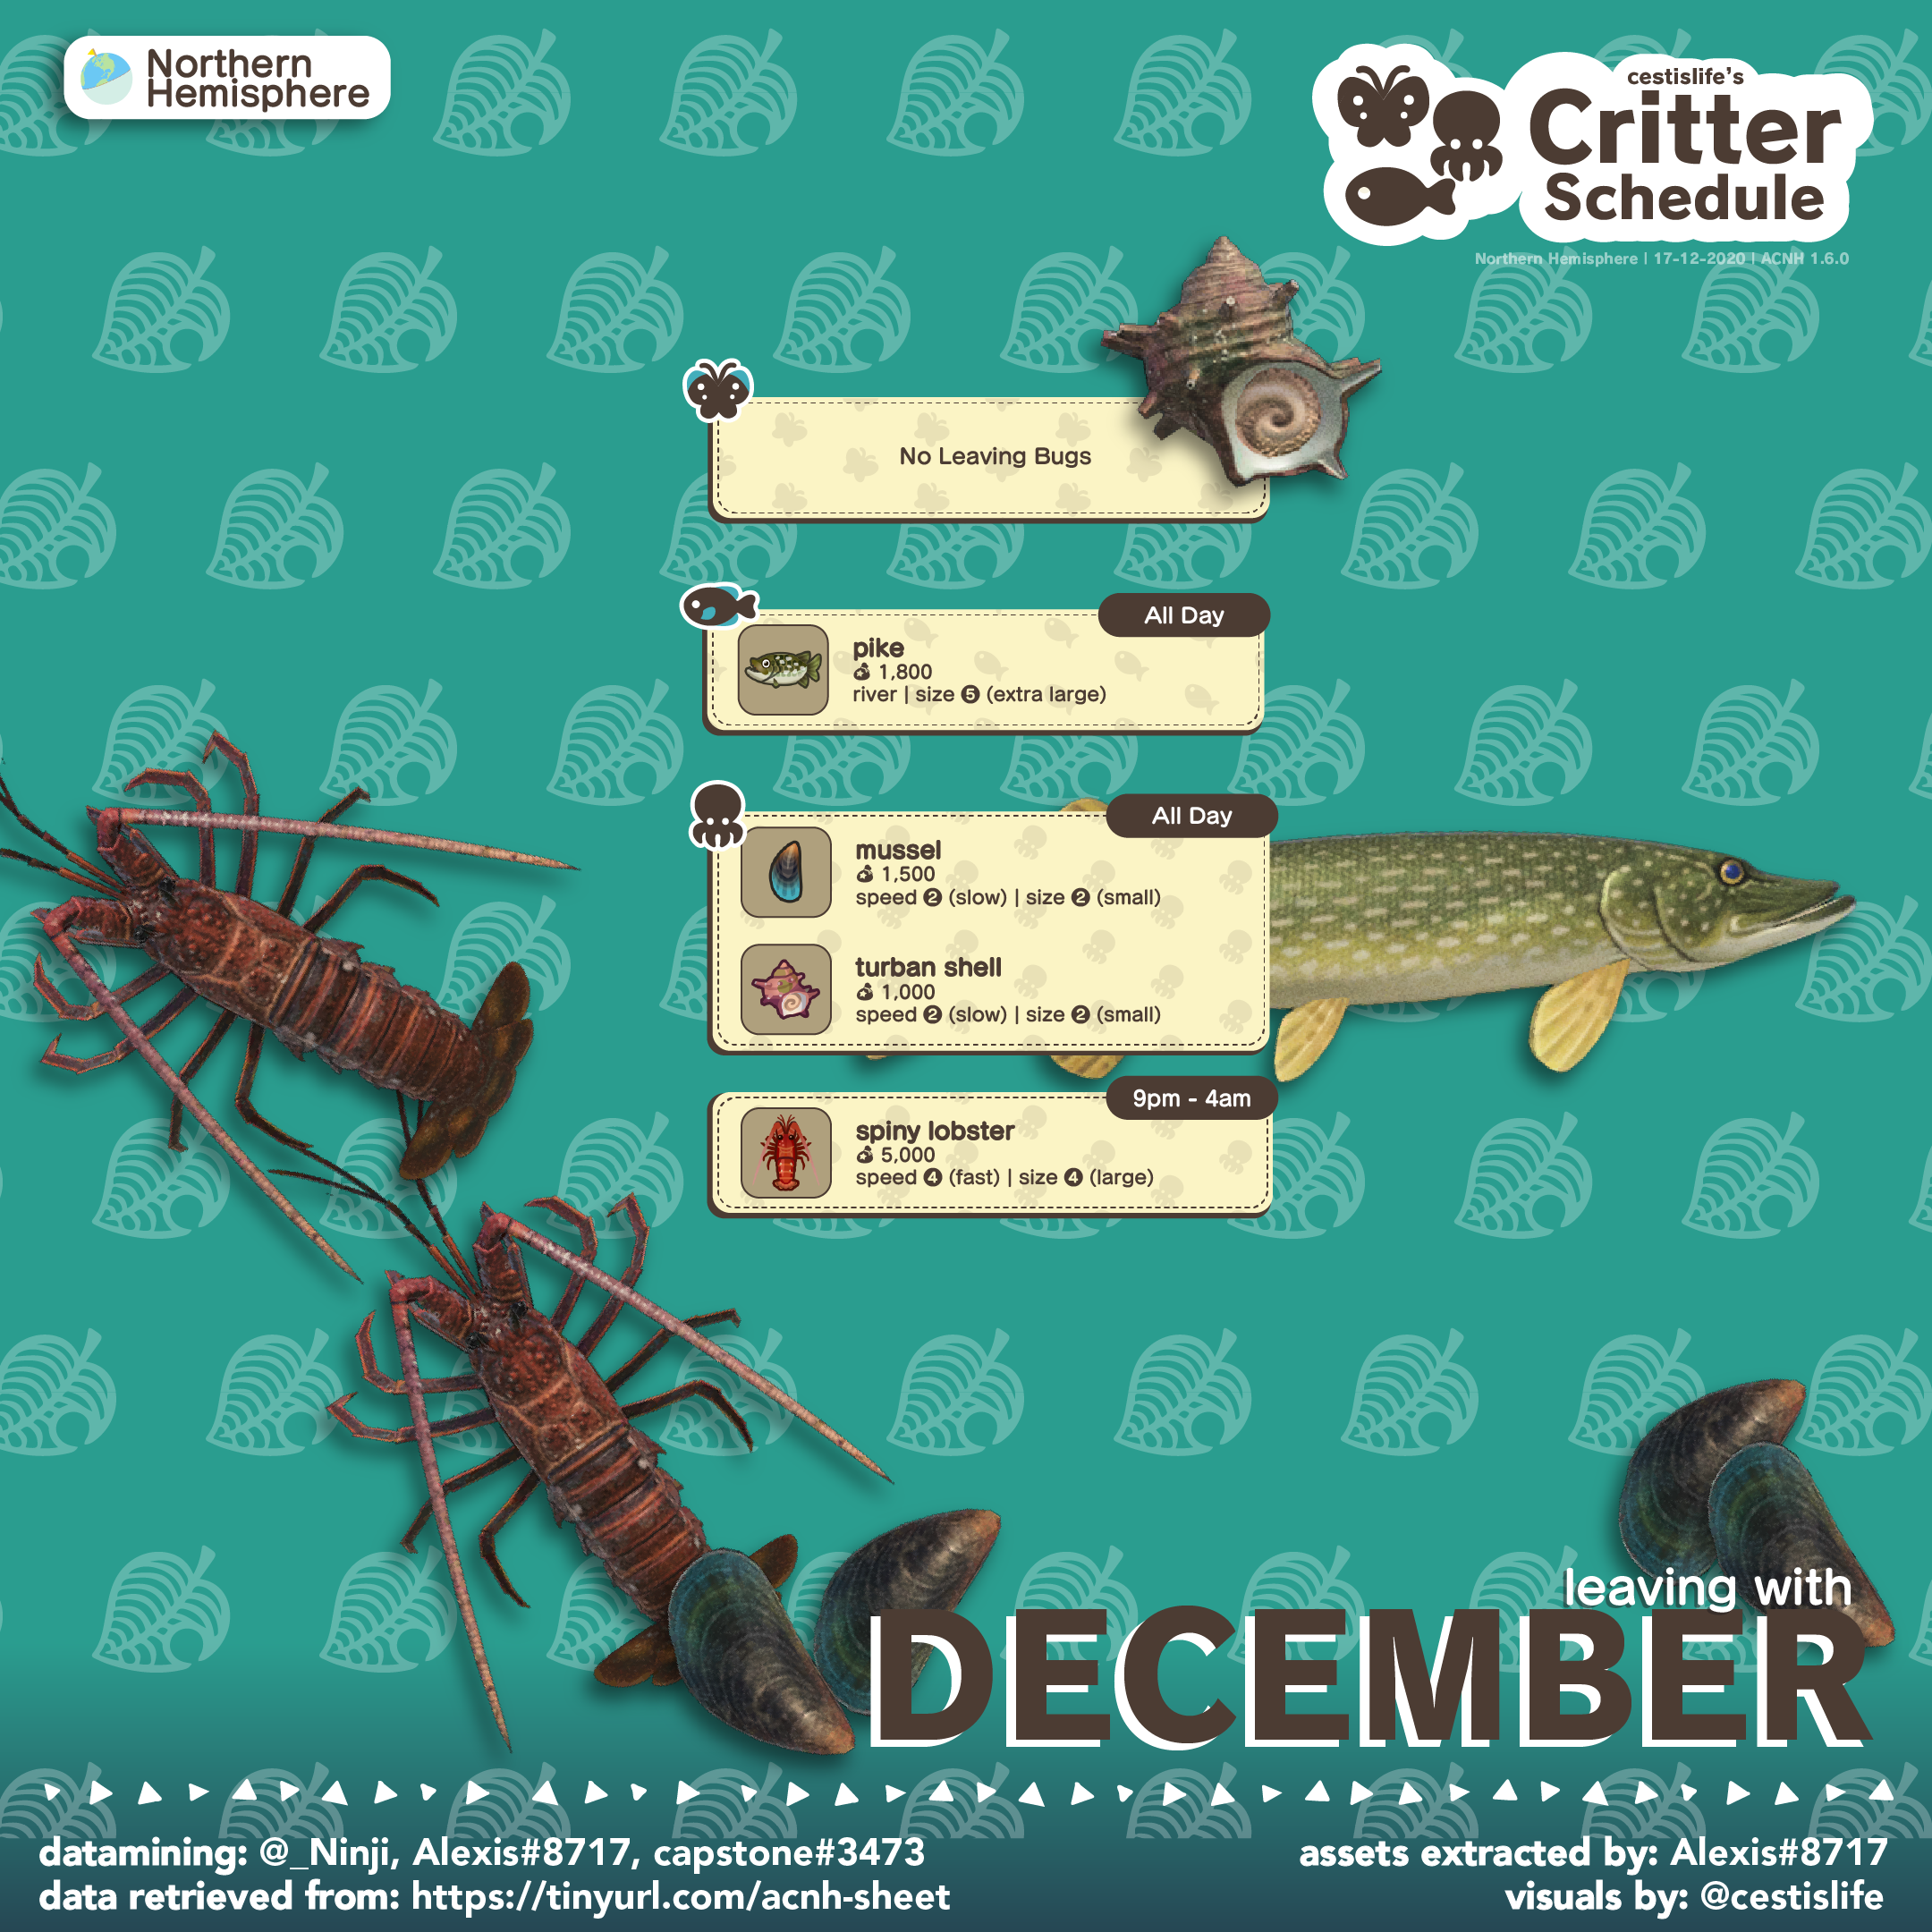 Northern
Hemisphere
cestislife's
Critter
Schedule
Northern Hemisphere | 17-12-2020 | ACNH 1.6.0
No Leaving Bugs
All Day
pike
1,800
river | size 5 (extra large)
All Day
mussel
1,500
speed 2 (slow) | size 2 (small)
turban shell
1,000
speed 2 (slow) | size 2 (small)
9pm - 4am
spiny lobster
5,000
speed 4 (fast) | size 4 (large)
leaving with
DECEMBER
datamining: @_Ninji, Alexis#8717, capstone#3473
data retrieved from: https://tinyurl.com/acnh-sheet
assets extracted by: Alexis#8717
visuals by: @cestislife